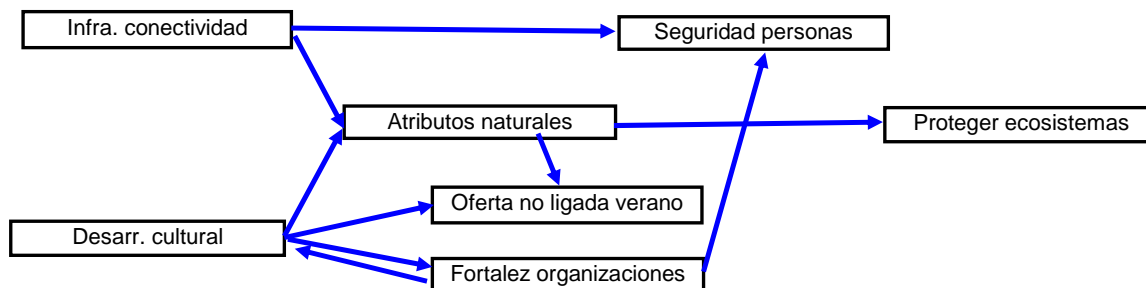 Infra. conectividad
Seguridad personas
Atributos naturales
Proteger ecosistemas
Oferta no ligada verano
Desarr. cultural
Fortalez organizaciones